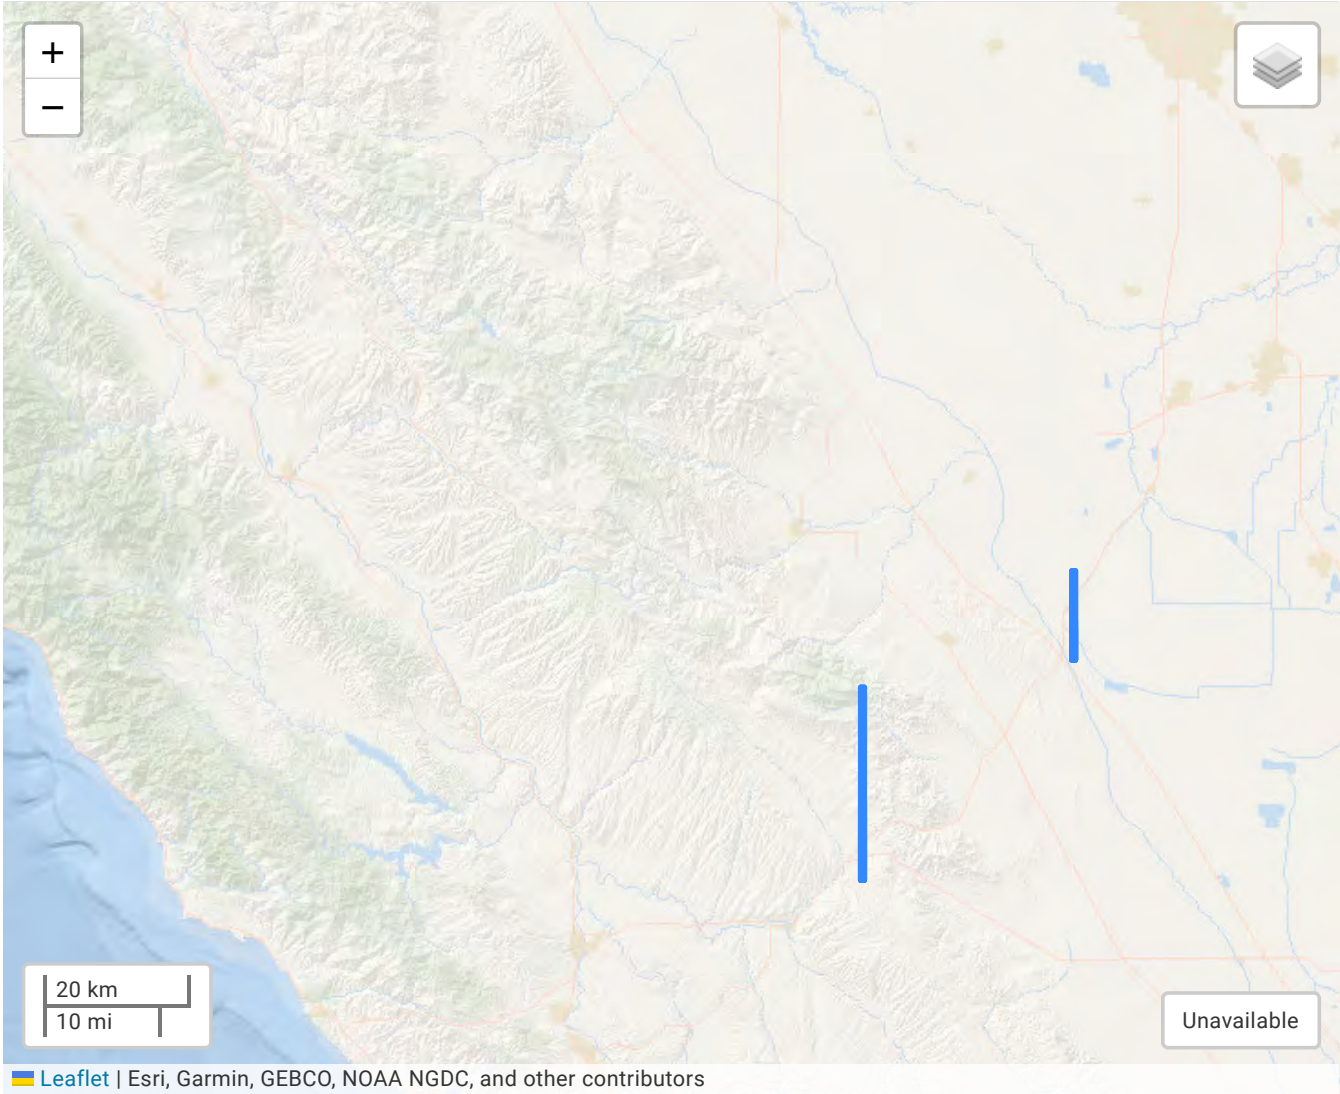 +
−
20 km
10 mi
Unavailable
Leaflet | Esri, Garmin, GEBCO, NOAA NGDC, and other contributors